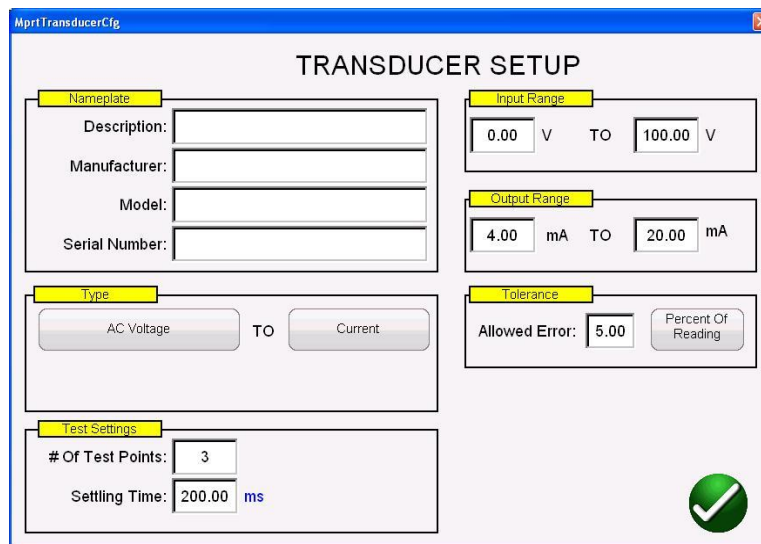 MprtTransducerCfg
TRANSDUCER SETUP
Nameplate
Description:
Manufacturer:
Model:
Serial Number:
Input Range
0.00 V TO 100.00 V
Output Range
4.00 mA TO 20.00 mA
Type
AC Voltage TO Current
Tolerance
Allowed Error: 5.00 Percent Of
Reading
Test Settings
# Of Test Points: 3
Settling Time: 200.00 ms